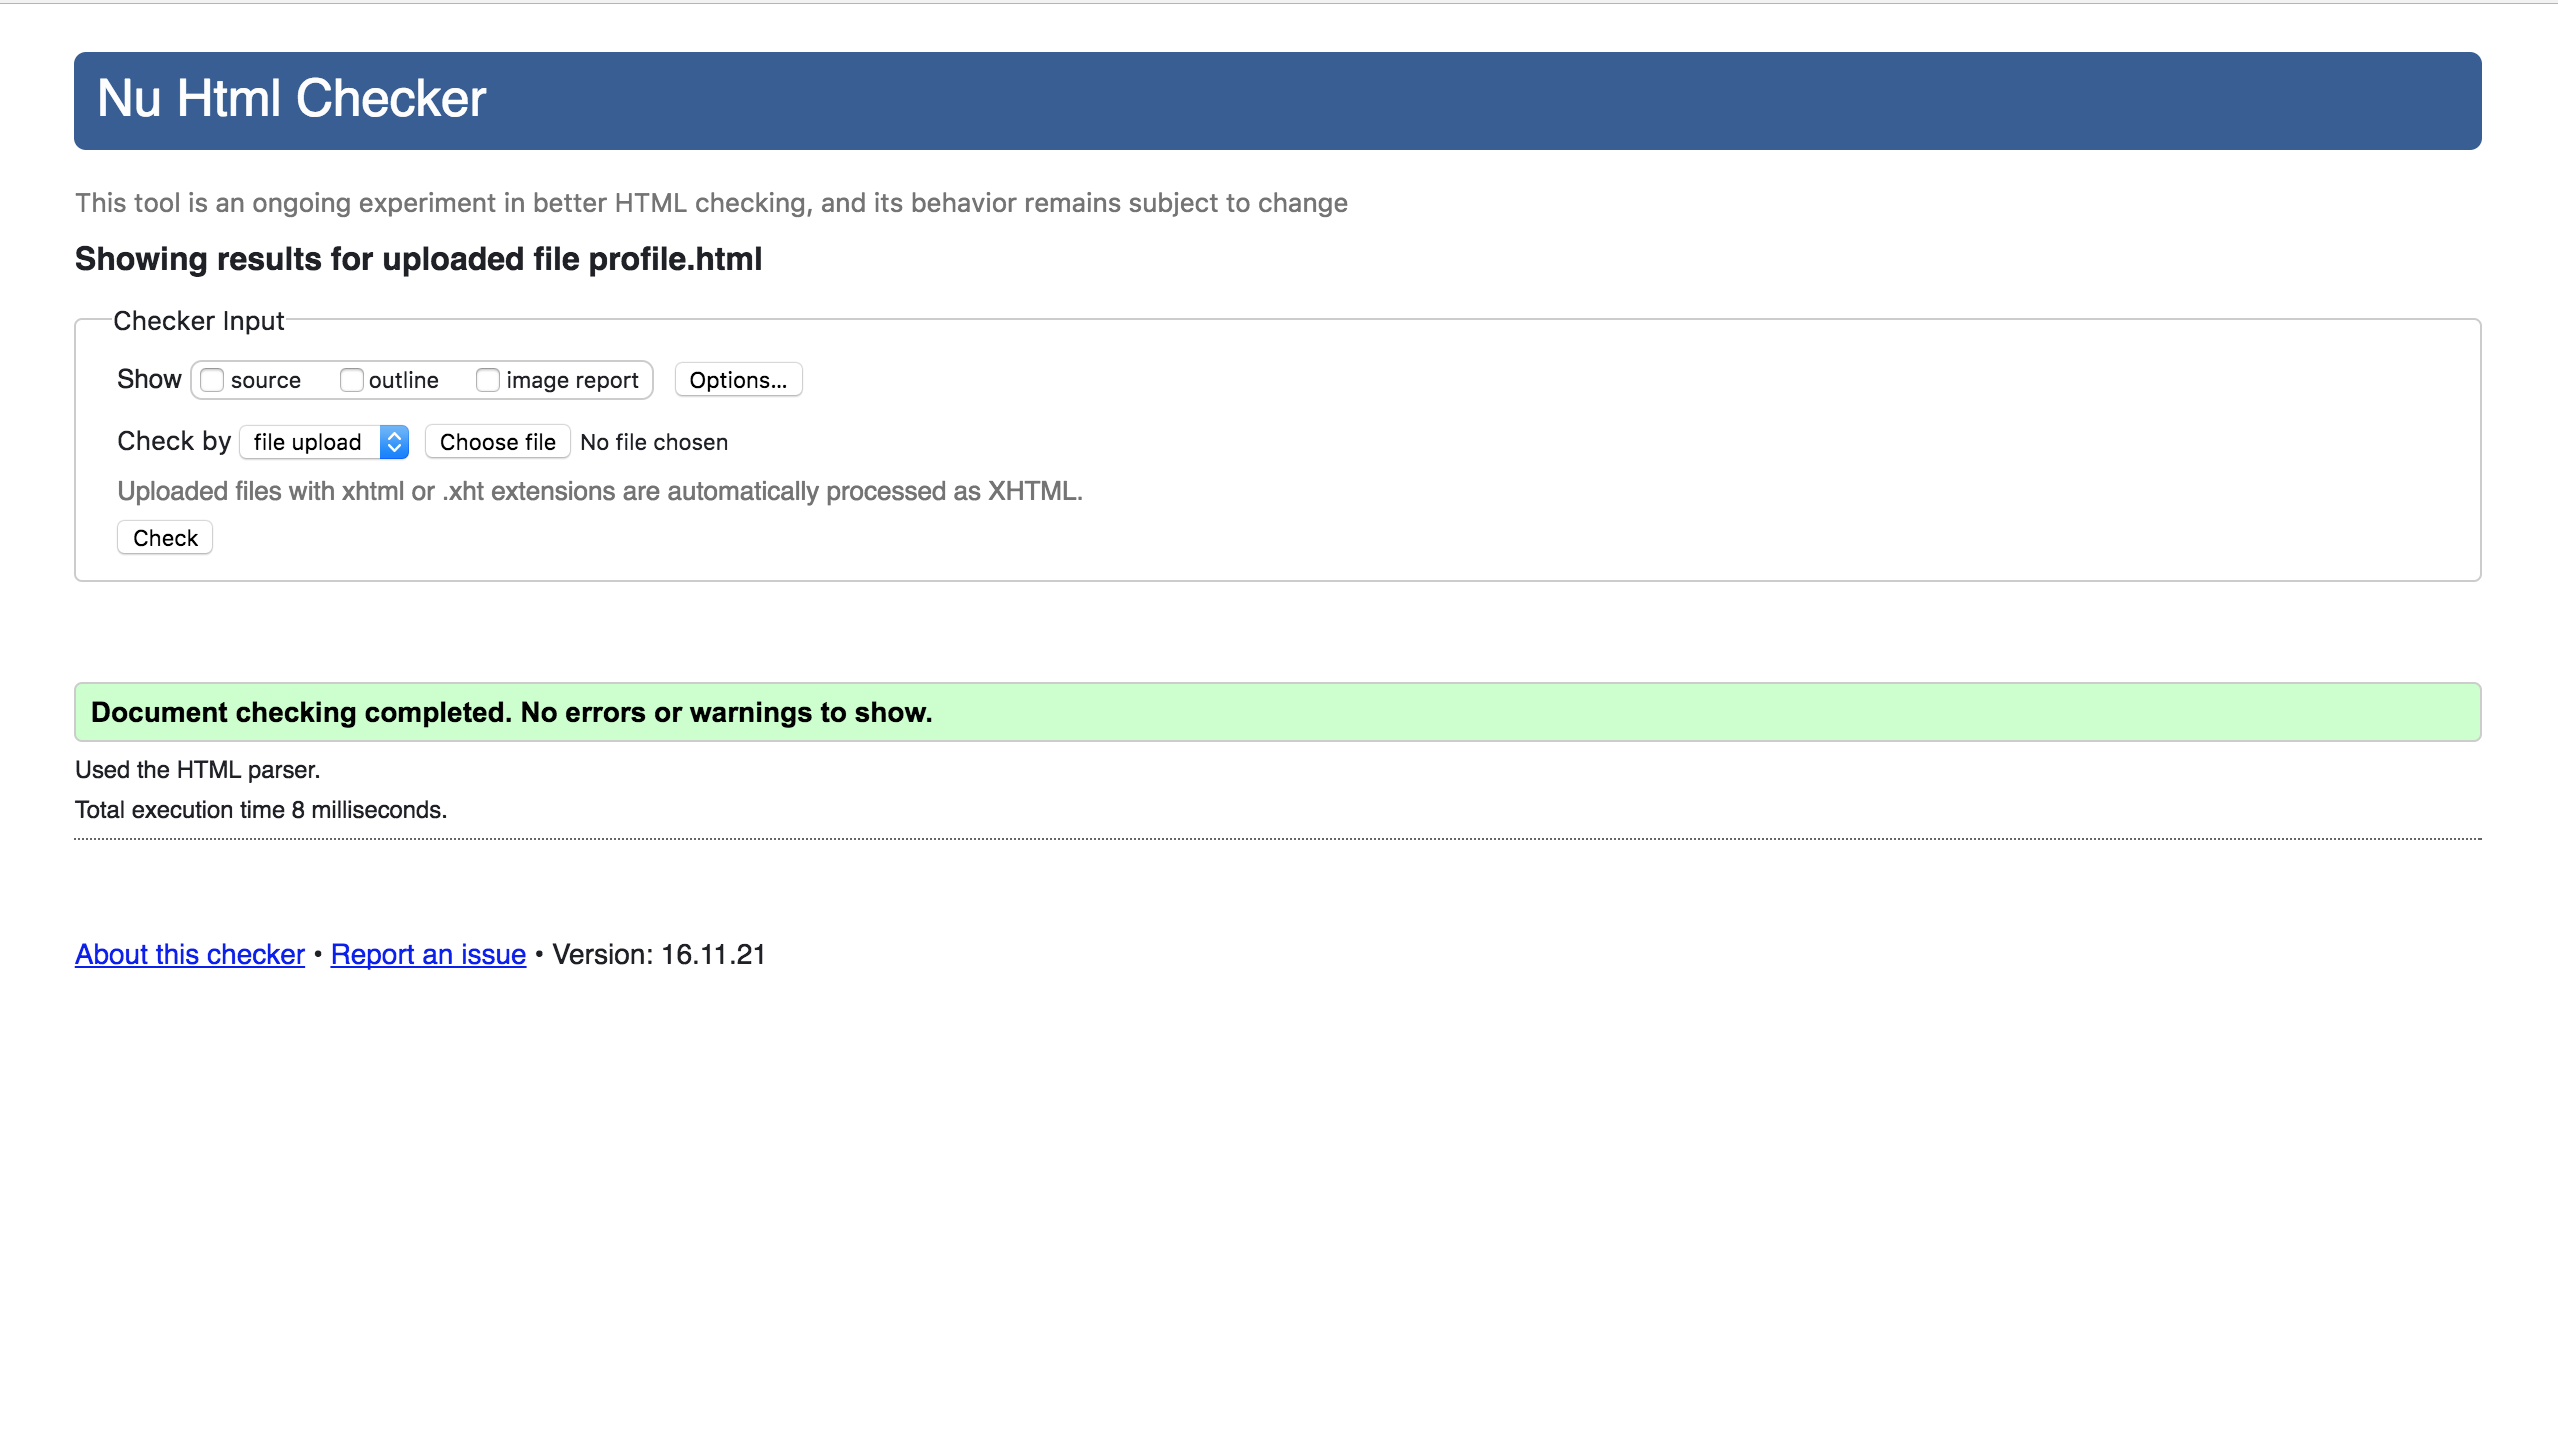 Nu Html Checker
This tool is an ongoing experiment in better HTML checking, and its behavior remains subject to change
Showing results for uploaded file profile.html
Checker Input
Show source outline image report Options...
Check by file upload Choose file No file chosen
Uploaded files with xhtml or .xht extensions are automatically processed as XHTML.
Check
Document checking completed. No errors or warnings to show.
Used the HTML parser.
Total execution time 8 milliseconds.
About this checker • Report an issue • Version: 16.11.21